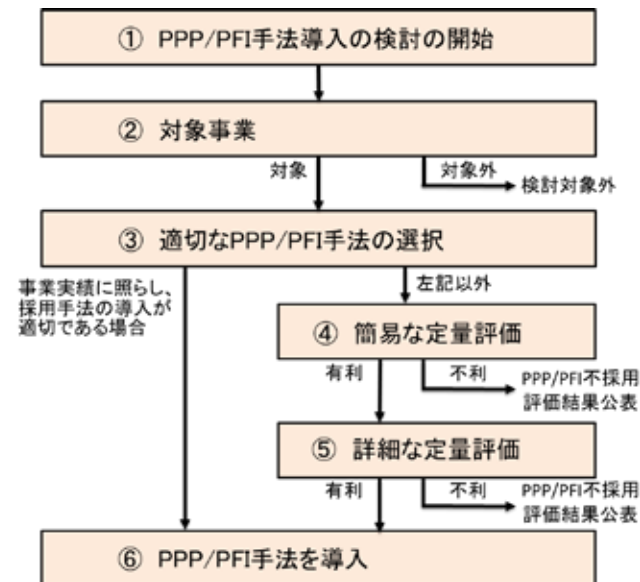 ① PPP/PFI手法導入の検討の開始
② 対象事業
対象
対象外
検討対象外
③ 適切なPPP/PFI手法の選択
事業実績に照らし、
採用手法の導入が
適切である場合
左記以外
④ 簡易な定量評価
有利
不利
PPP/PFI不採用
評価結果公表
⑤ 詳細な定量評価
有利
不利
PPP/PFI不採用
評価結果公表
⑥ PPP/PFI手法を導入